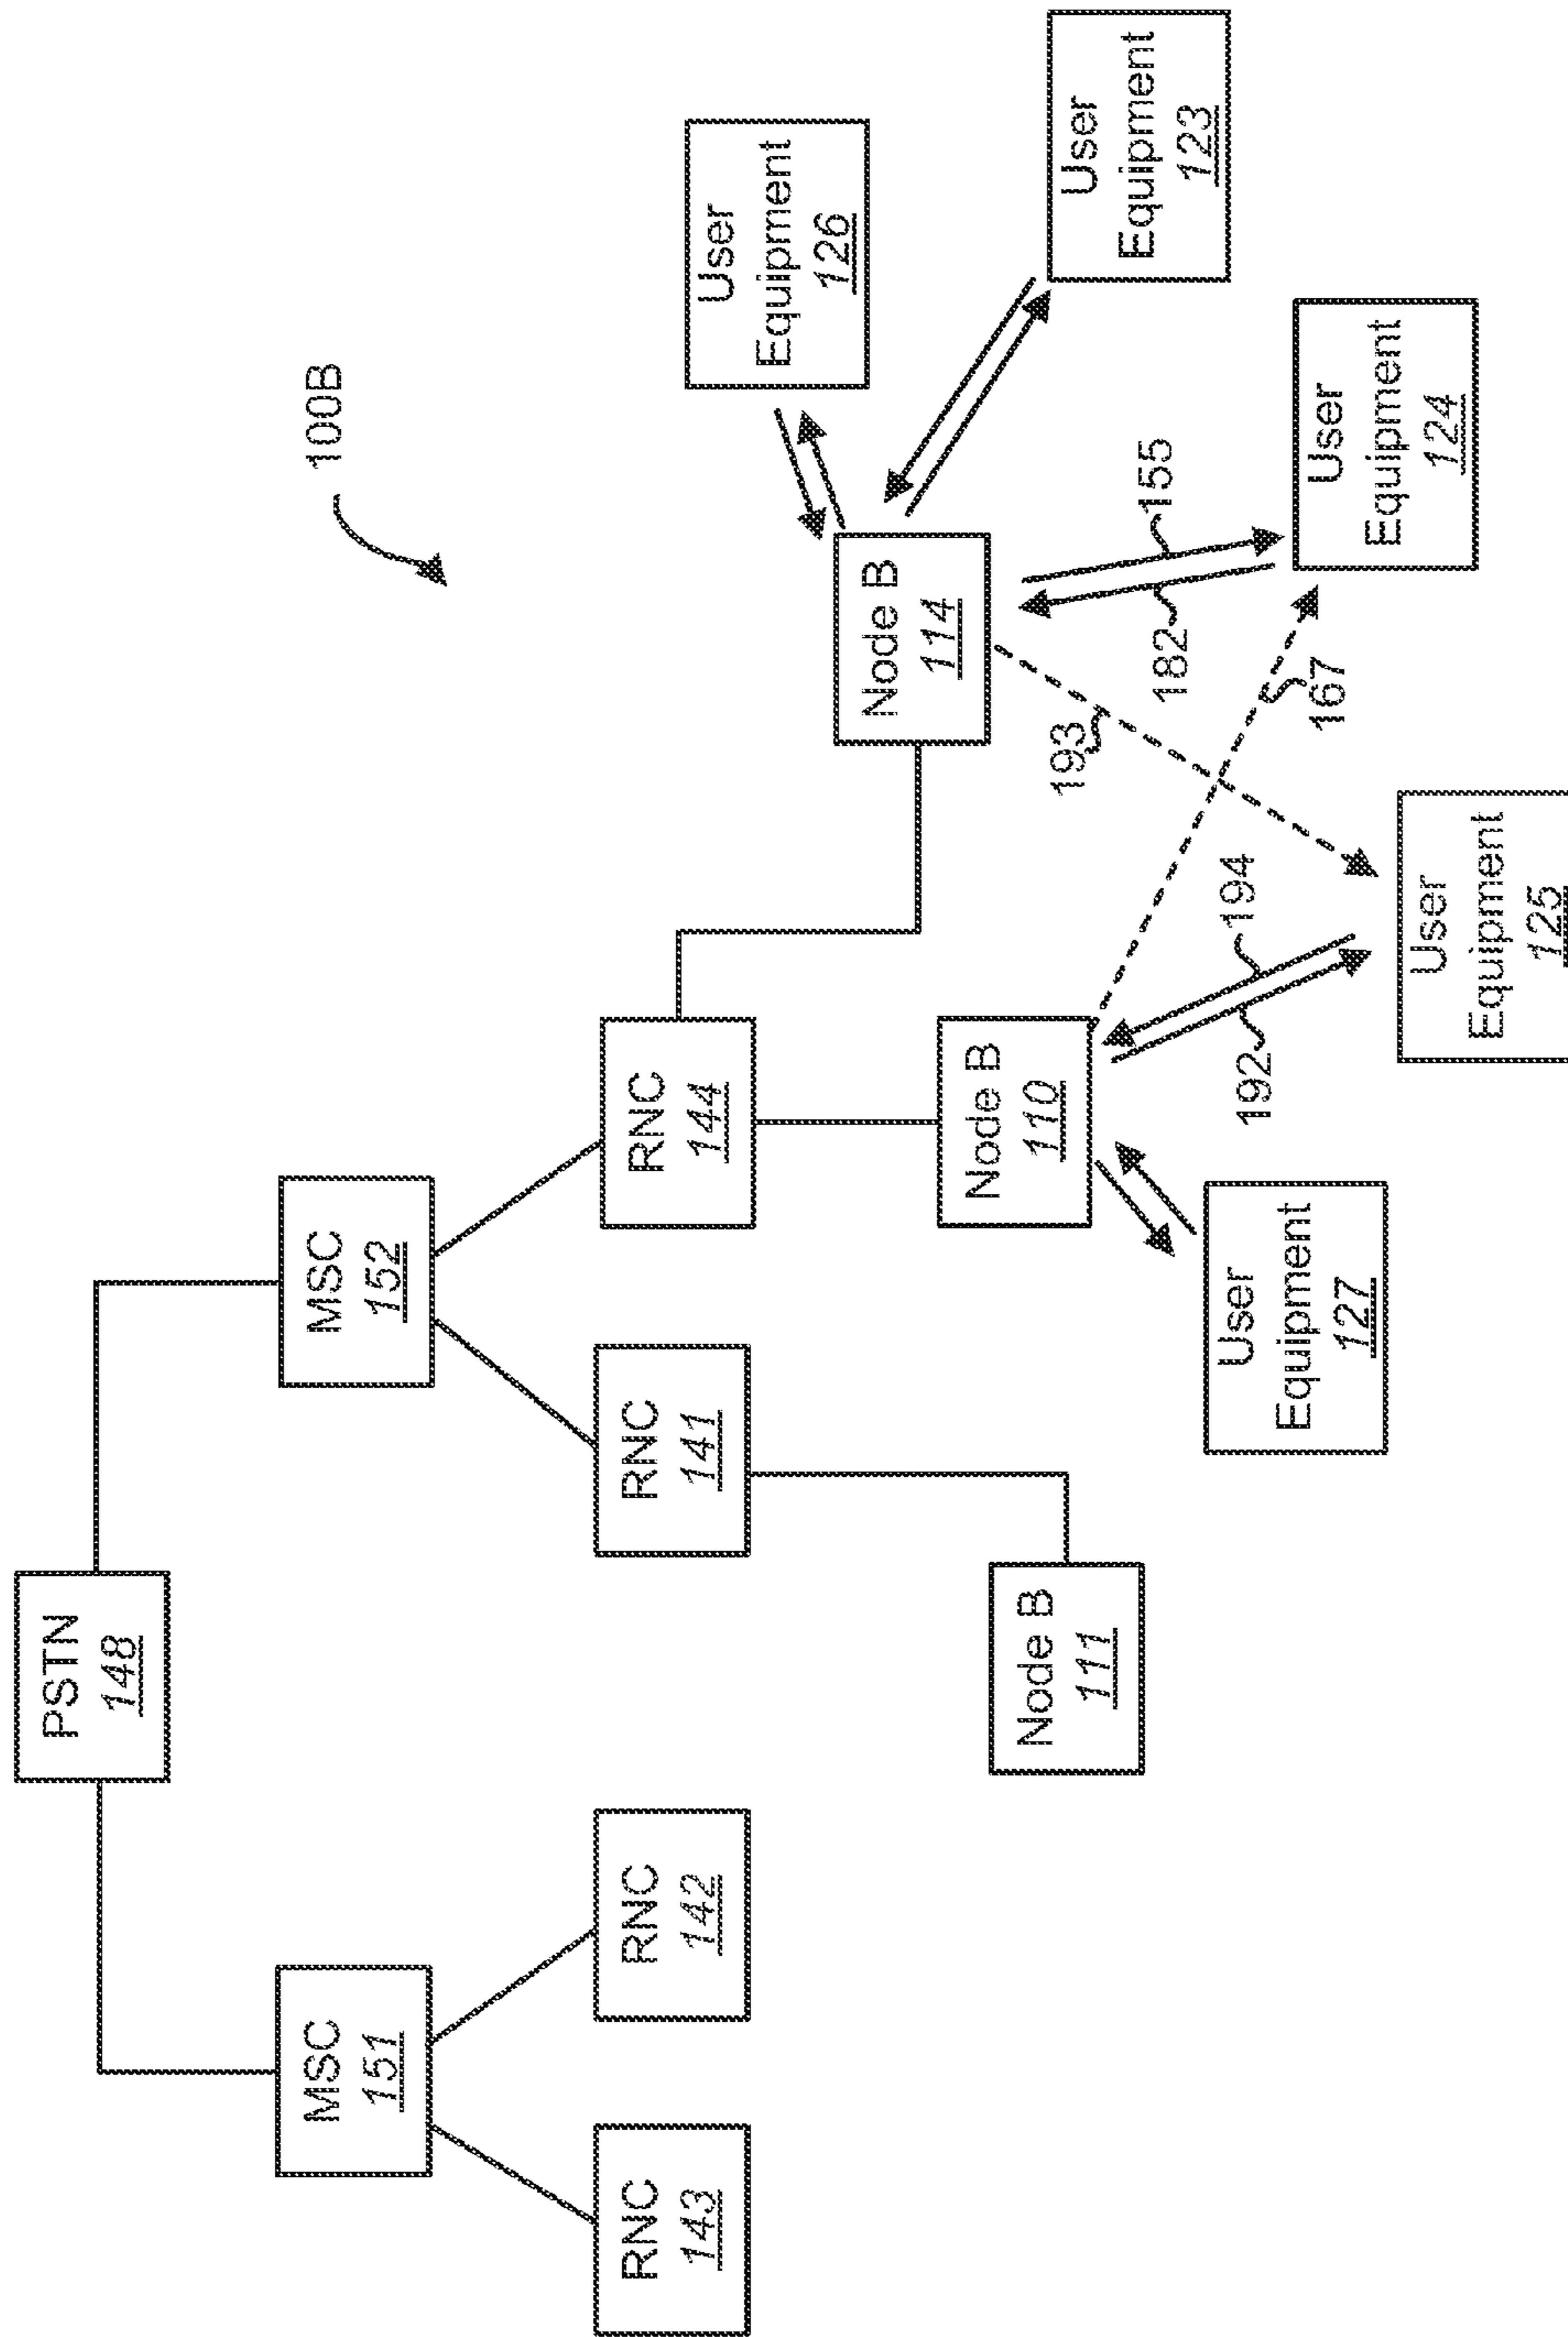 100B
PSTN
148
MSC
151
MSC
152
RNC
143
RNC
142
RNC
141
RNC
144
Node B
111
Node B
110
Node B
114
User
Equipment
126
User
Equipment
123
User
Equipment
124
User
Equipment
125
User
Equipment
127
155
182
193
167
194
192